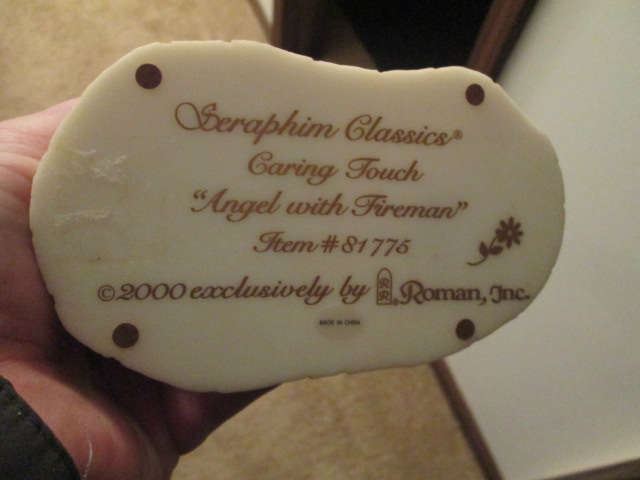 Seraphim Classics®
Caring Touch
"Angel with Fireman"
Item # 81775
©2000 exclusively by ® Roman, Inc.
MADE IN CHINA